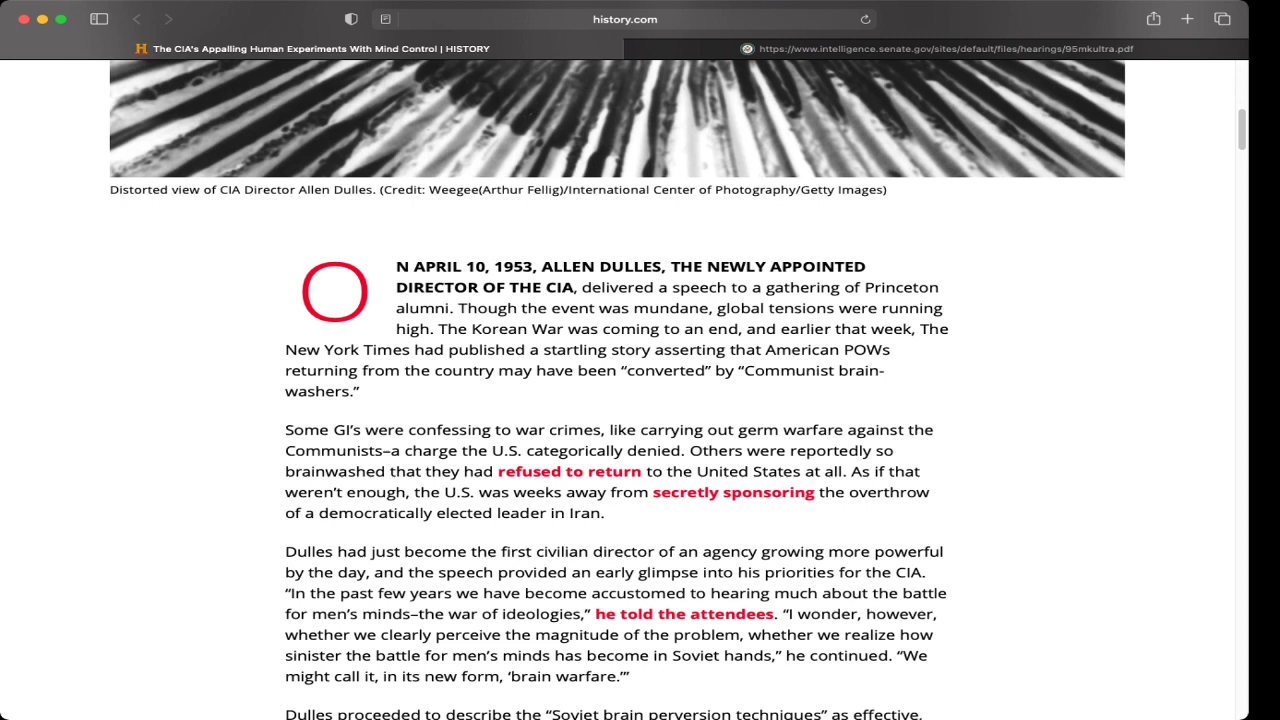 history.com
The CIA's Appalling Human Experiments With Mind Control | HISTORY
https://www.intelligence.senate.gov/sites/default/files/hearings/95mkultra.pdf
Distorted view of CIA Director Allen Dulles. (Credit: Weegee(Arthur Fellig)/International Center of Photography/Getty Images)
ON APRIL 10, 1953, ALLEN DULLES, THE NEWLY APPOINTED
DIRECTOR OF THE CIA, delivered a speech to a gathering of Princeton
alumni. Though the event was mundane, global tensions were running
high. The Korean War was coming to an end, and earlier that week, The
New York Times had published a startling story asserting that American POWs
returning from the country may have been “converted” by “Communist brain-
washers.”
Some GI’s were confessing to war crimes, like carrying out germ warfare against the
Communists–a charge the U.S. categorically denied. Others were reportedly so
brainwashed that they had refused to return to the United States at all. As if that
weren’t enough, the U.S. was weeks away from secretly sponsoring the overthrow
of a democratically elected leader in Iran.
Dulles had just become the first civilian director of an agency growing more powerful
by the day, and the speech provided an early glimpse into his priorities for the CIA.
“In the past few years we have become accustomed to hearing much about the battle
for men’s minds–the war of ideologies,” he told the attendees. “I wonder, however,
whether we clearly perceive the magnitude of the problem, whether we realize how
sinister the battle for men’s minds has become in Soviet hands,” he continued. “We
might call it, in its new form, ‘brain warfare.’”
Dulles proceeded to describe the “Soviet brain perversion techniques” as effective,